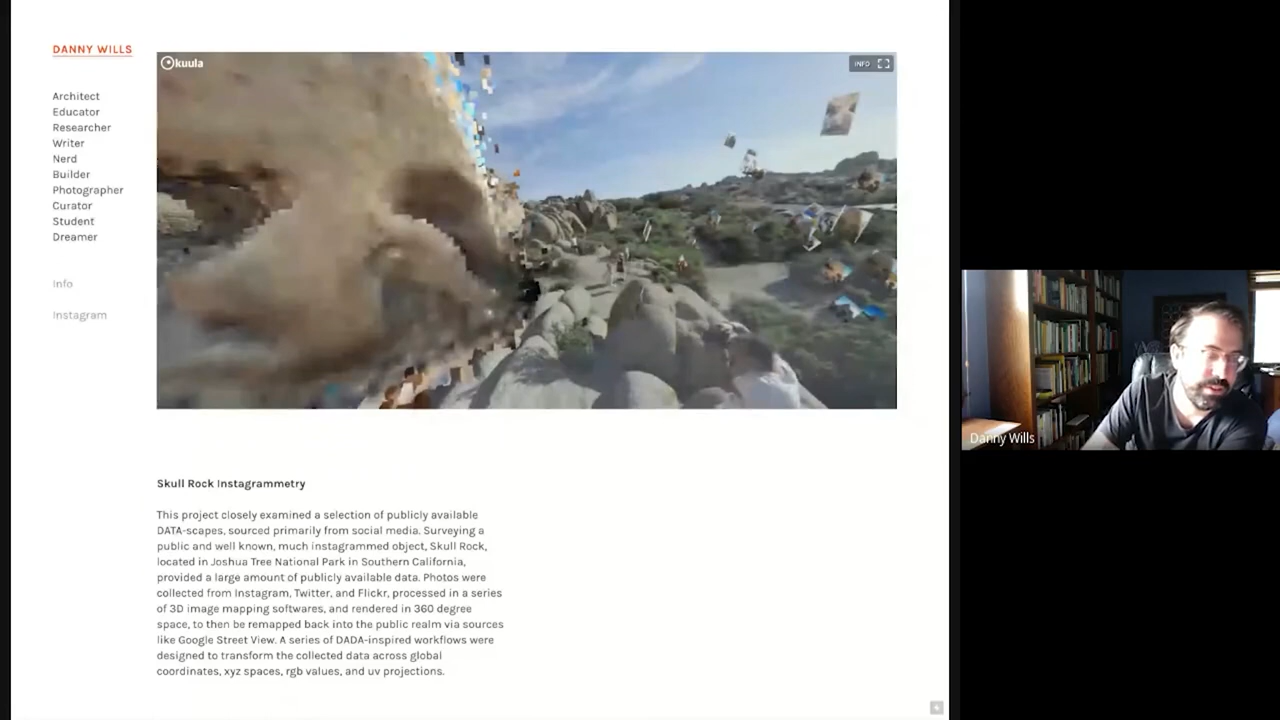 DANNY WILLS
Architect
Educator
Researcher
Writer
Nerd
Builder
Photographer
Curator
Student
Dreamer
Info
Instagram
kuula
INFO
Skull Rock Instagrammetry
This project closely examined a selection of publicly available
DATA-scapes, sourced primarily from social media. Surveying a
public and well known, much instagrammed object, Skull Rock,
located in Joshua Tree National Park in Southern California,
provided a large amount of publicly available data. Photos were
collected from Instagram, Twitter, and Flickr, processed in a series
of 3D image mapping softwares, and rendered in 360 degree
space, to then be remapped back into the public realm via sources
like Google Street View. A series of DADA-inspired workflows were
designed to transform the collected data across global
coordinates, xyz spaces, rgb values, and uv projections.
Danny Wills